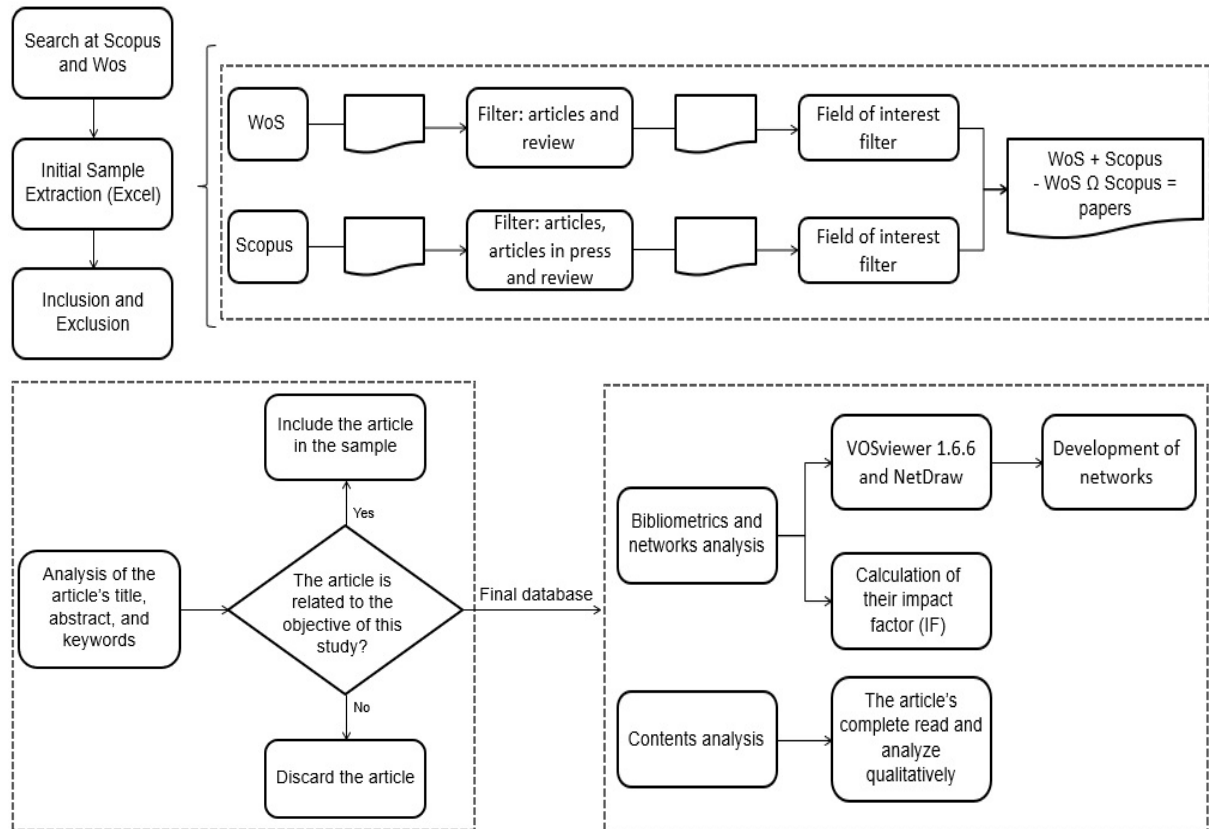 Search at Scopus
and Wos
Initial Sample
Extraction (Excel)
Inclusion and
Exclusion
WoS
Filter: articles and
review
Field of interest
filter
Scopus
Filter: articles,
articles in press
and review
Field of interest
filter
WoS + Scopus
- WoS Ω Scopus =
papers
Analysis of the
article's title,
abstract, and
keywords
The article is
related to the
objective of this
study?
Yes
Include the article
in the sample
No
Discard the article
Final database
Bibliometrics and
networks analysis
VOSviewer 1.6.6
and NetDraw
Development of
networks
Calculation of
their impact
factor (IF)
Contents analysis
The article's
complete read and
analyze
qualitatively